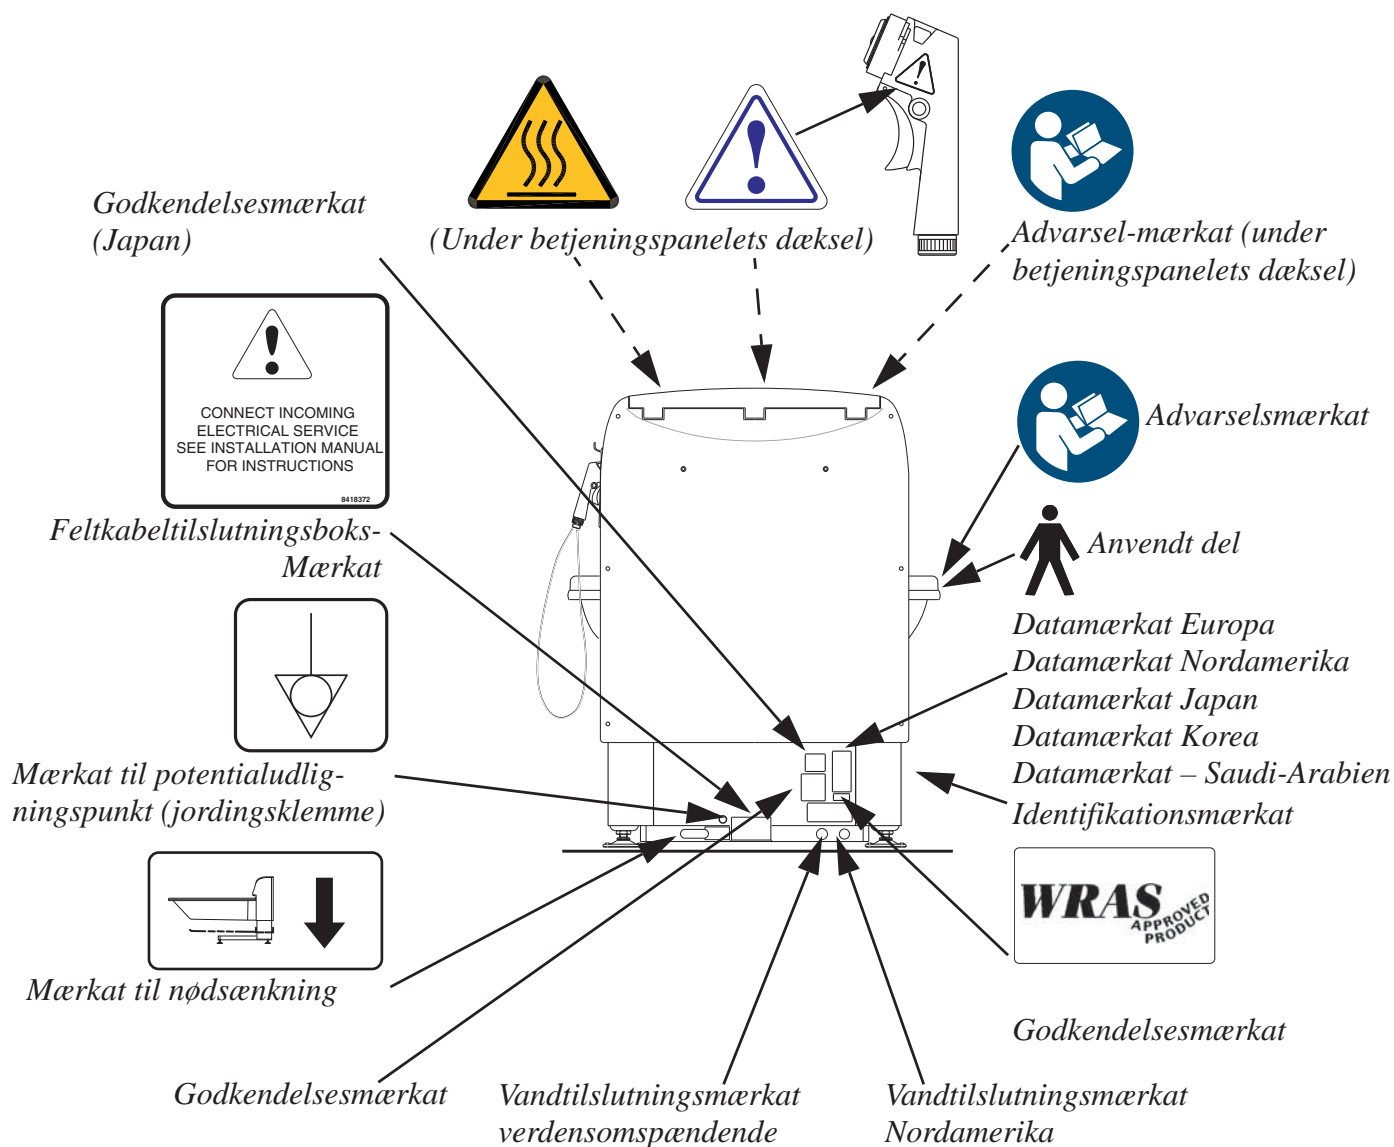 Godkendelsesmærkat
(Japan)
(Under betjeningspanelets dæksel)
Advarsel-mærkat (under
betjeningspanelets dæksel)
CONNECT INCOMING
ELECTRICAL SERVICE
SEE INSTALLATION MANUAL
FOR INSTRUCTIONS
8418372
Advarselsmærkat
Feltkabeltilslutningsboks-
Mærkat
Anvendt del
Datamærkat Europa
Datamærkat Nordamerika
Datamærkat Japan
Datamærkat Korea
Datamærkat – Saudi-Arabien
Identifikationsmærkat
Mærkat til potentialudlig-
ningspunkt (jordingsklemme)
WRAS
APPROVED
PRODUCT
Mærkat til nødsænkning
Godkendelsesmærkat
Godkendelsesmærkat
Vandtilslutningsmærkat
verdensomspændende
Vandtilslutningsmærkat
Nordamerika